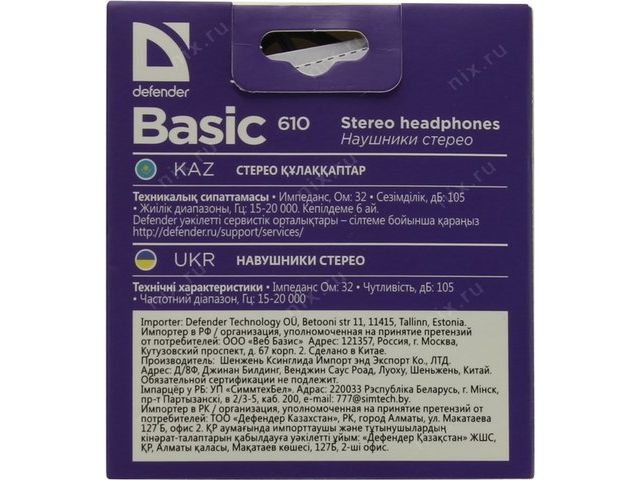 defender
Basic 610
Stereo headphones
Наушники стерео
KAZ СТЕРЕО ҚҰЛАҚҚАПТАР
Техникалық сипаттамасы • Импеданс, Ом: 32 • Сезімділік, дБ: 105
• Жиілік диапазоны, Гц: 15-20 000. Кепілдеме 6 ай.
Defender уәкілетті сервистік орталықтары – сілтеме бойынша қараңыз
http://defender.ru/support/services/
UKR НАВУШНИКИ СТЕРЕО
Технічні характеристики • Імпеданс Ом: 32 • Чутливість, дБ: 105
• Частотний діапазон, Гц: 15-20 000
Importer: Defender Technology OÜ, Betooni str 11, 11415, Tallinn, Estonia.
Импортер в РФ / организация, уполномоченная на принятие претензий
от потребителей: ООО «Веб Базис» Адрес: 121357, Россия, г. Москва,
Кутузовский проспект, д. 67 корп. 2. Сделано в Китае.
Производитель: Шенжень Ксинглида Импорт энд Экспорт Ко., ЛТД.
Адрес: Д/8Ф, Джинан Билдинг, Венджин Саус Роад, Луоху, Шеньжень, Китай.
Обязательной сертификации не подлежит.
Імпарцёр у РБ: УП «СиммтехБел». Адрас: 220033 Рэспубліка Беларусь, г. Мінск,
пр-т Партызанскі, в 2/3-5, каб. 200, e-mail: 777@simtech.by.
Импортер в РК / организация, уполномоченная на принятие претензий от
потребителей: ТОО «Дефендер Казахстан», РК, город Алматы, ул. Макатаева
127 Б, офис 2. ҚР аумағында импорттаушы және тұтынушылардың
кінәрат-талаптарын қабылдауға уәкілетті ұйым: «Дефендер Қазақстан» ЖШС,
ҚР, Алматы қаласы, Мақатаев көшесі, 127Б, 2-ші офис.
nix.ru